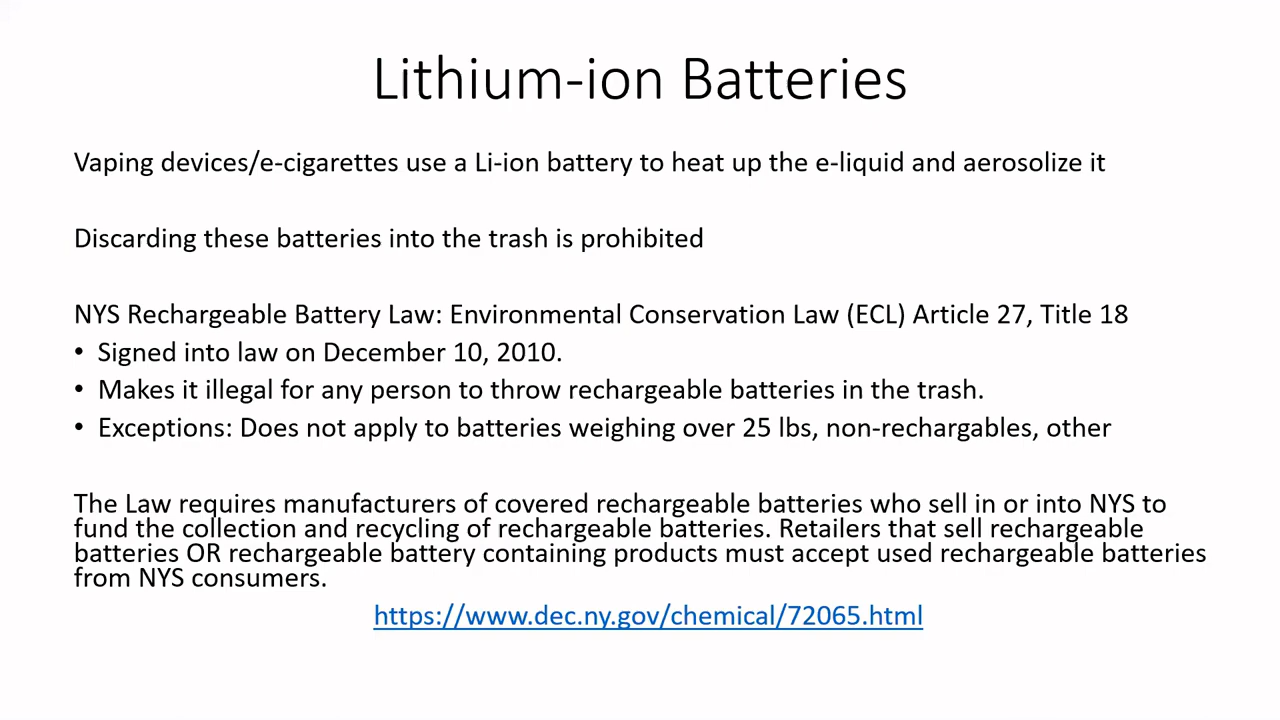 Lithium-ion Batteries
Vaping devices/e-cigarettes use a Li-ion battery to heat up the e-liquid and aerosolize it
Discarding these batteries into the trash is prohibited
NYS Rechargeable Battery Law: Environmental Conservation Law (ECL) Article 27, Title 18
• Signed into law on December 10, 2010.
• Makes it illegal for any person to throw rechargeable batteries in the trash.
• Exceptions: Does not apply to batteries weighing over 25 lbs, non-rechargables, other
The Law requires manufacturers of covered rechargeable batteries who sell in or into NYS to
fund the collection and recycling of rechargeable batteries. Retailers that sell rechargeable
batteries OR rechargeable battery containing products must accept used rechargeable batteries
from NYS consumers.
https://www.dec.ny.gov/chemical/72065.html